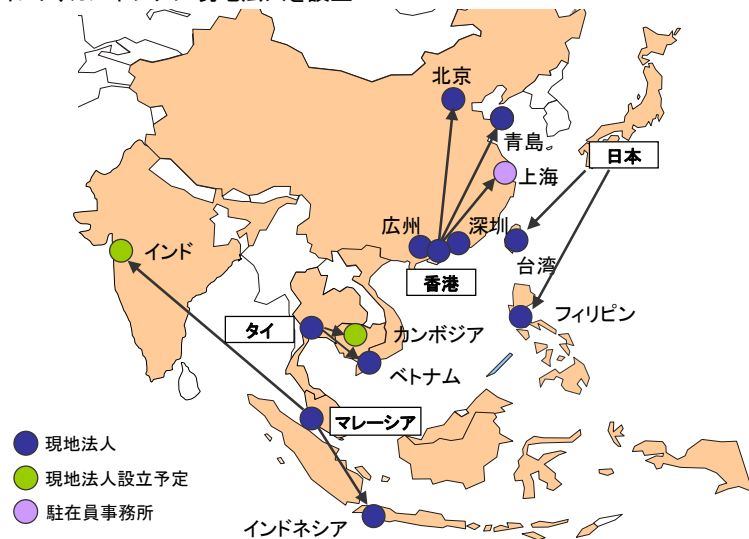 北京
青島
日本
上海
広州
深圳
インド
台湾
香港
フィリピン
タイ
カンボジア
ベトナム
マレーシア
現地法人
現地法人設立予定
駐在員事務所
インドネシア